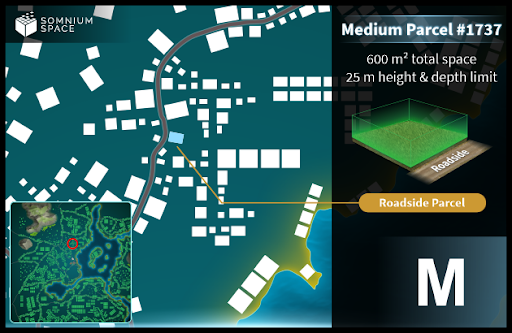 SOMNIUM
SPACE
Medium Parcel #1737
600 m² total space
25 m height & depth limit
Roadside
Roadside Parcel
M